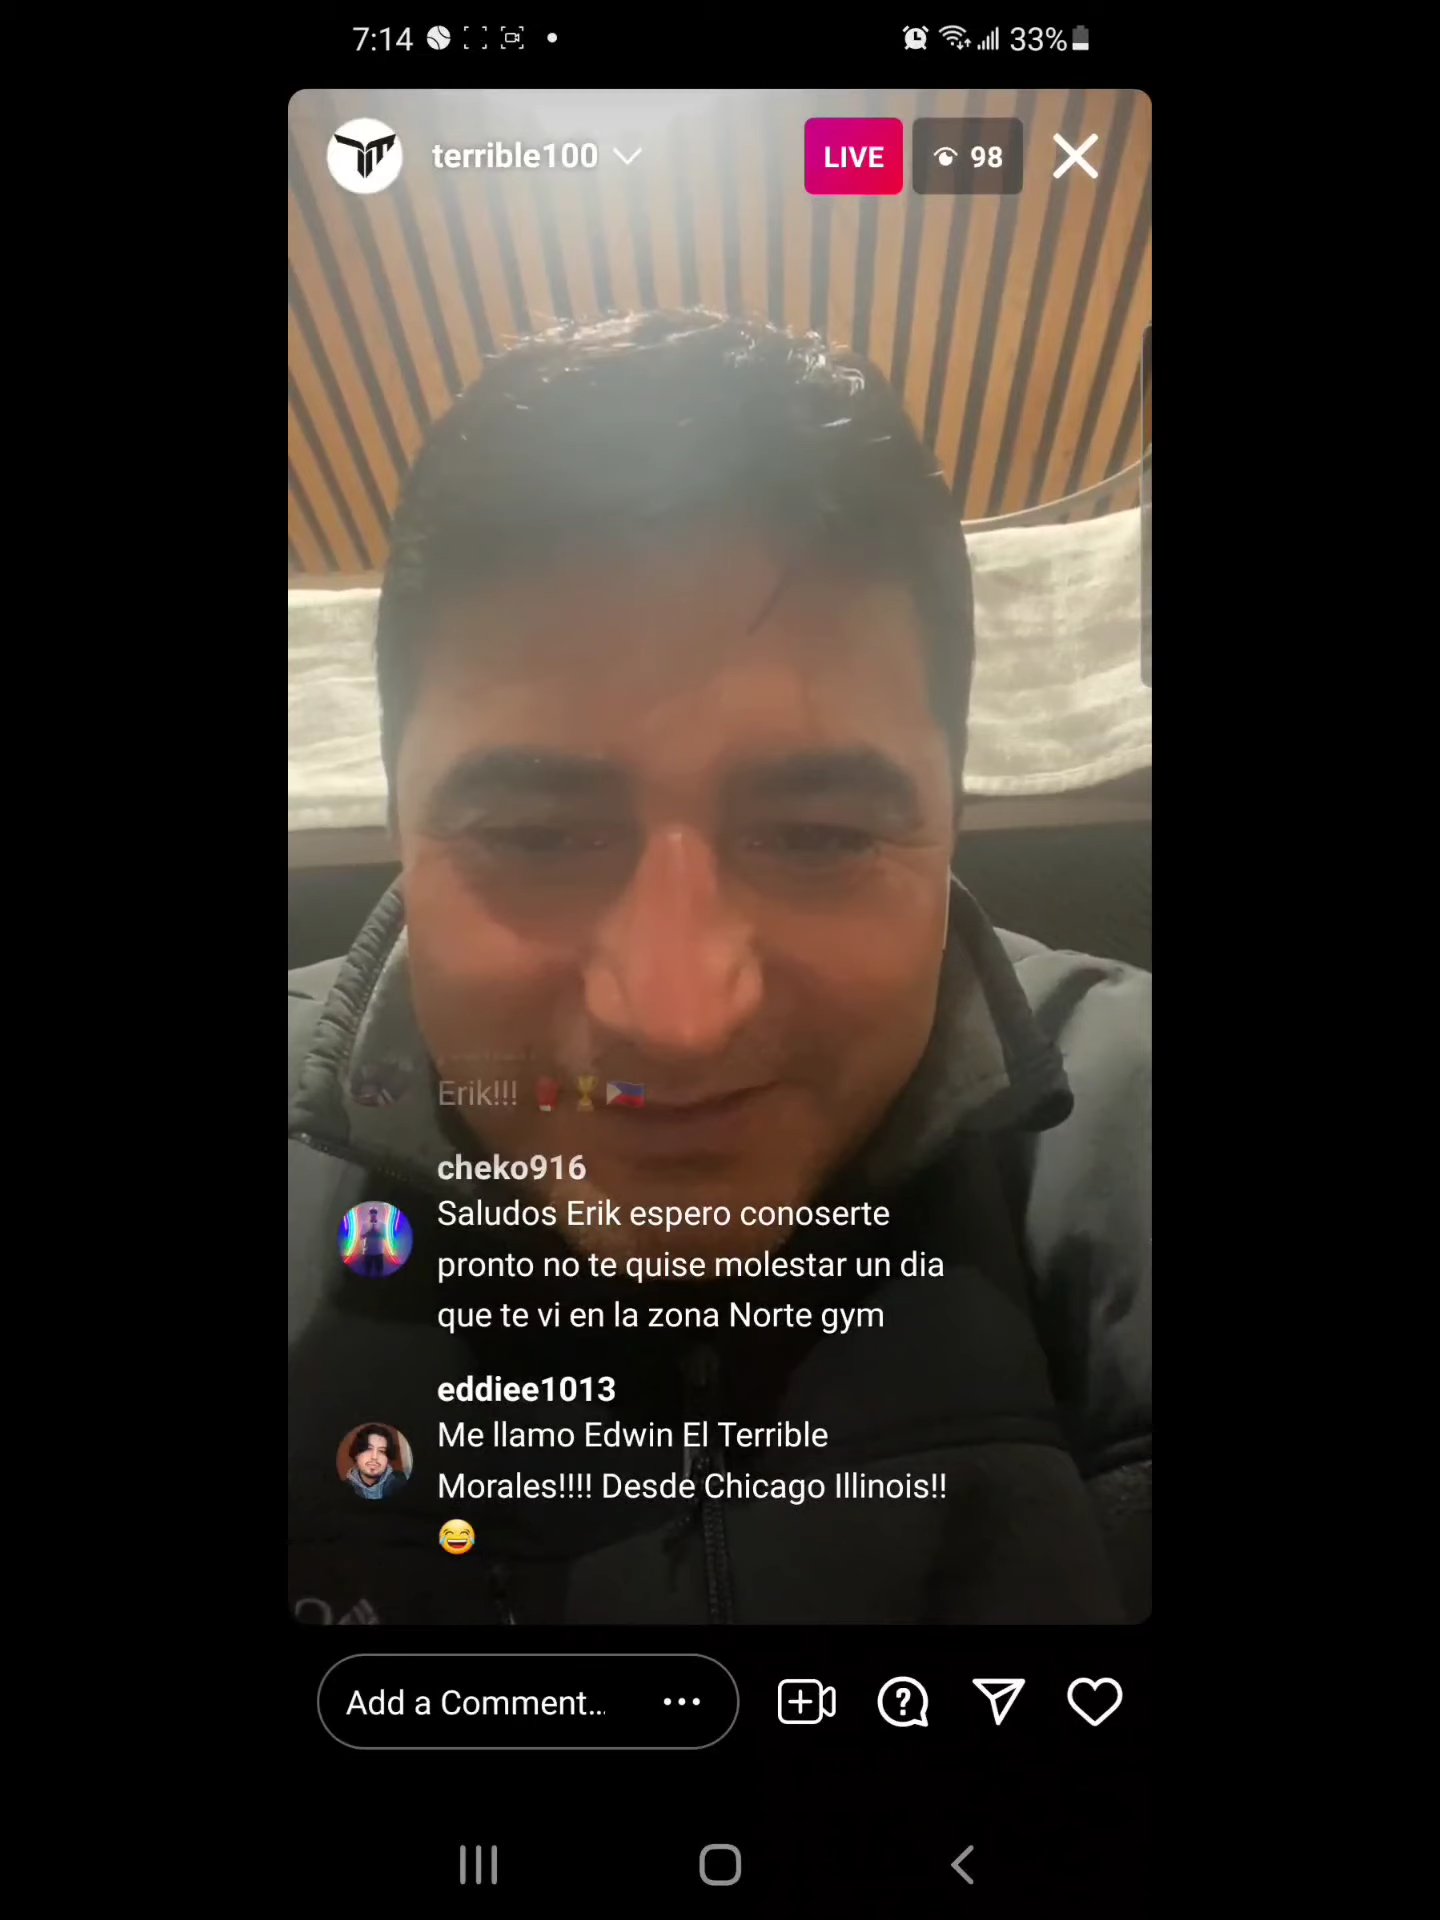 7:14 33%
terrible100 LIVE 98
Erik!!! 🥊🏆🇵🇭
cheko916
Saludos Erik espero conoserte
pronto no te quise molestar un dia
que te vi en la zona Norte gym
eddiee1013
Me llamo Edwin El Terrible
Morales!!!! Desde Chicago Illinois!!
😂
Add a Comment...